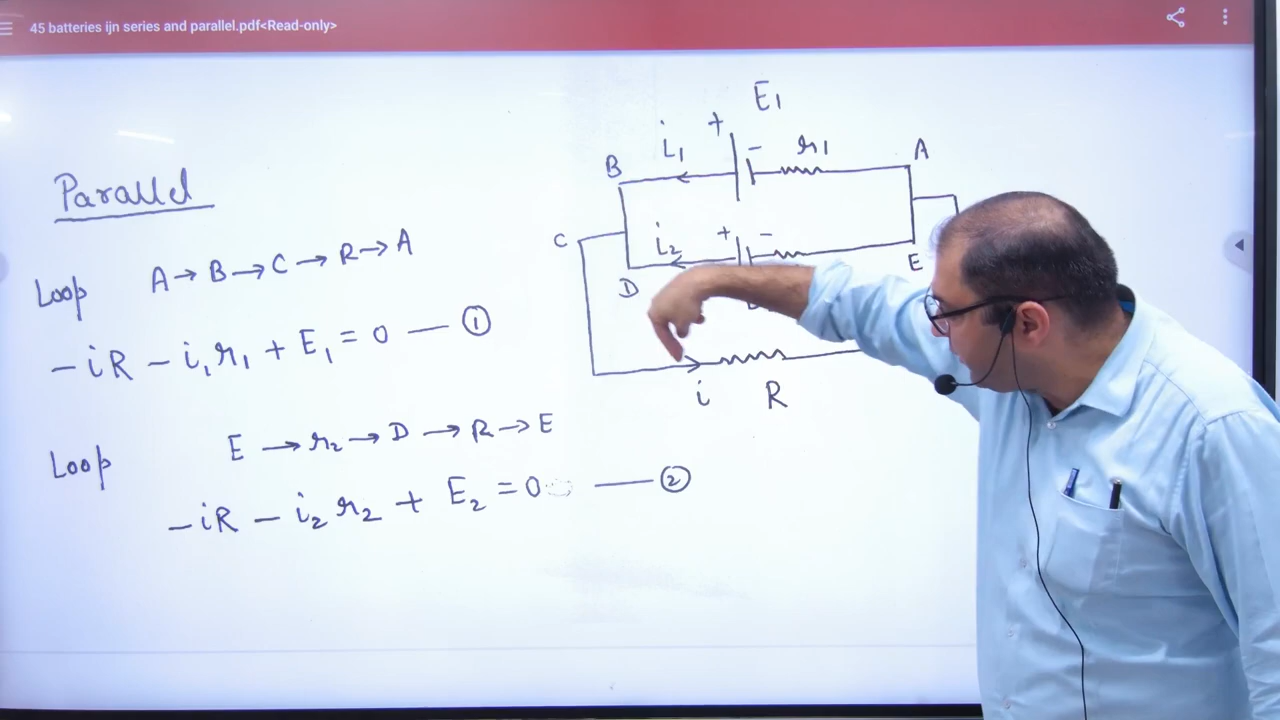 45 batteries ijn series and parallel.pdf<Read-only>
Parallel
Loop A → B → C → R → A
-iR - i₁r₁ + E₁ = 0 — ①
Loop E → r₂ → D → R → E
-iR - i₂r₂ + E₂ = 0 — ②
E₁
B i₁ + - r₁ A
C i₂ + -
D E
i R